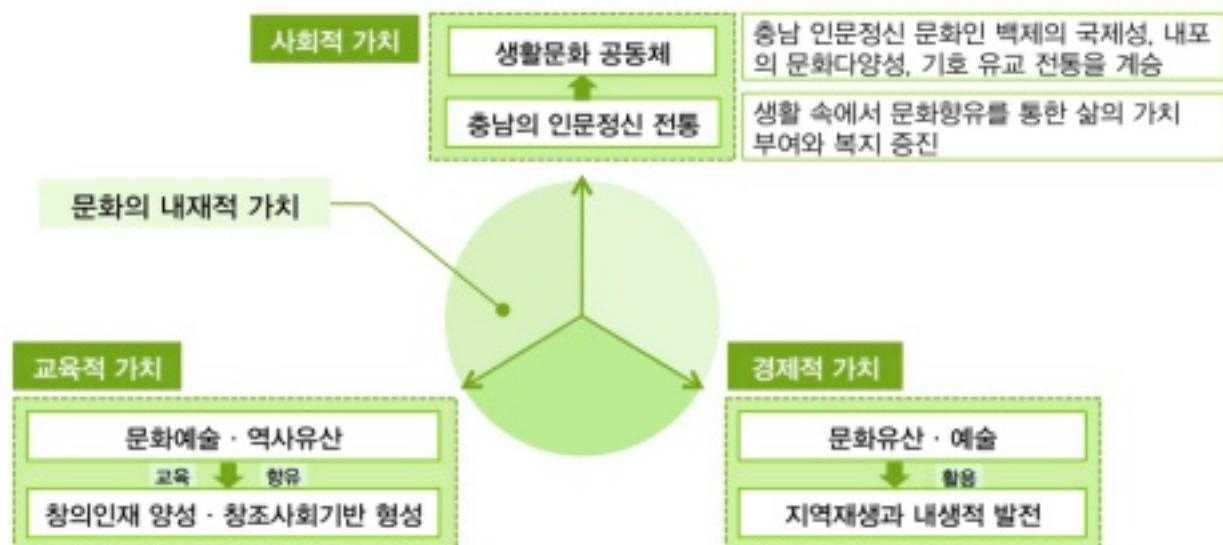 사회적 가치
생활문화 공동체
충남의 인문정신 전통
충남 인문정신 문화인 백제의 국제성, 내포
의 문화다양성, 기호 유교 전통을 계승
생활 속에서 문화향유를 통한 삶의 가치
부여와 복지 증진
문화의 내재적 가치
교육적 가치
문화예술 · 역사유산
교육 향유
창의인재 양성 · 창조사회기반 형성
경제적 가치
문화유산 · 예술
활용
지역재생과 내생적 발전